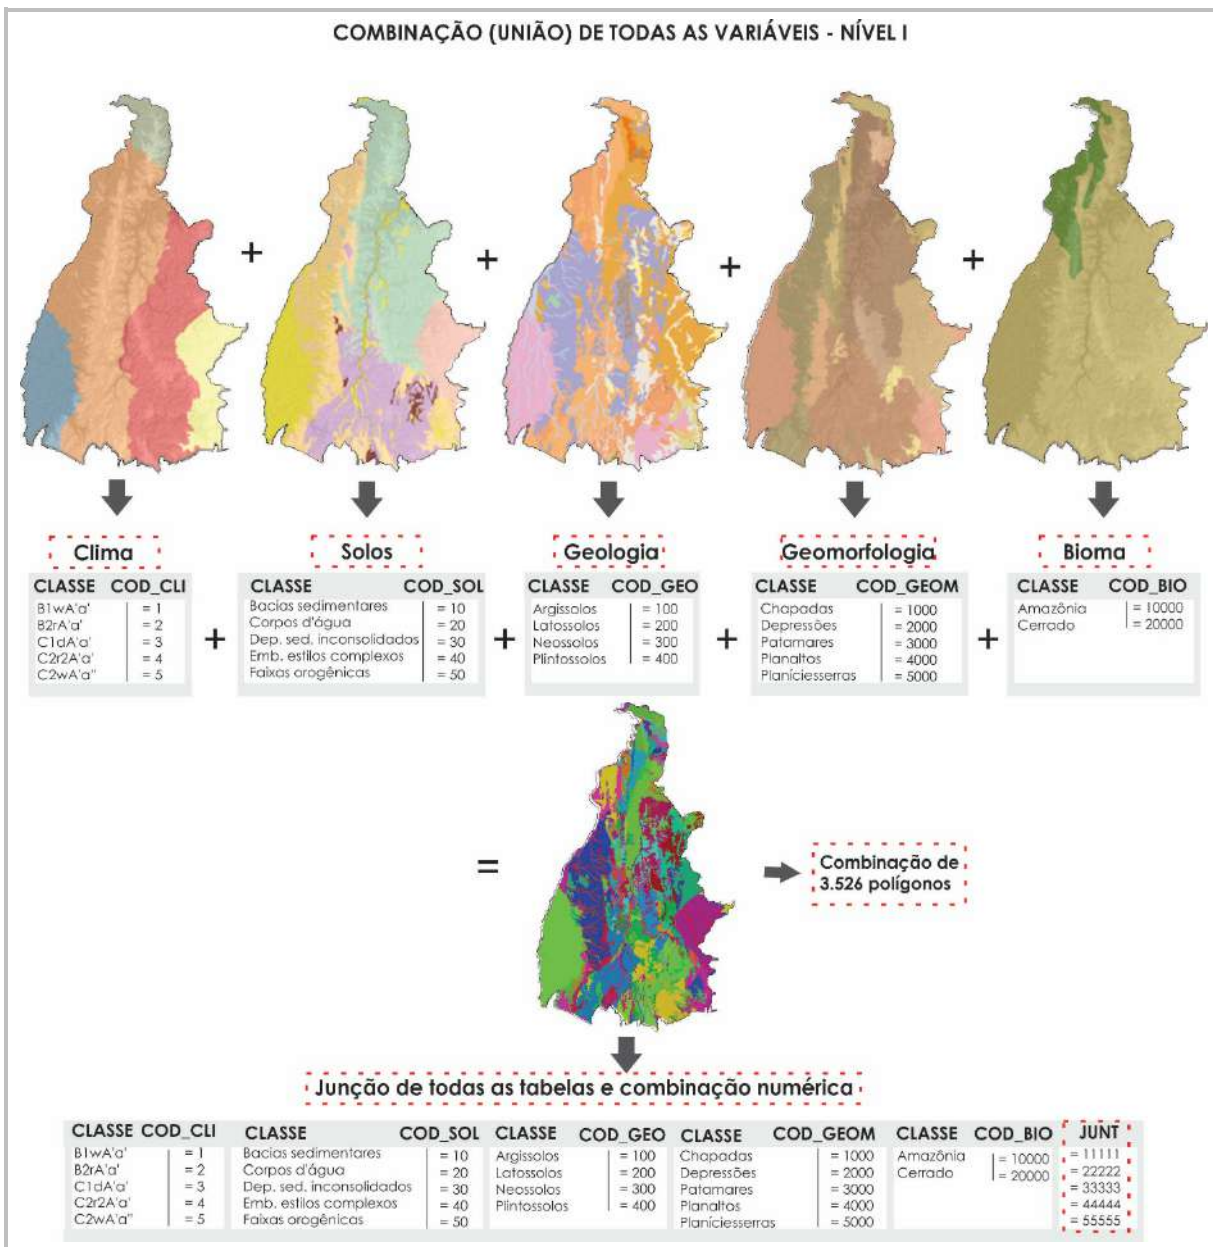 COMBINAÇÃO (UNIÃO) DE TODAS AS VARIÁVEIS - NÍVEL I
+ + + +
Clima Solos Geologia Geomorfologia Bioma
CLASSE COD_CLI CLASSE COD_SOL CLASSE COD_GEO CLASSE COD_GEOM CLASSE COD_BIO
B1wA'a' = 1 Bacias sedimentares = 10 Argissolos = 100 Chapadas = 1000 Amazônia = 10000
B2rA'a' = 2 Corpos d'água = 20 Latossolos = 200 Depressões = 2000 Cerrado = 20000
C1dA'a' = 3 Dep. sed. inconsolidados = 30 Neossolos = 300 Patamares = 3000
C2r2A'a' = 4 Emb. estilos complexos = 40 Plintossolos = 400 Planaltos = 4000
C2wA'a" = 5 Faixas orogênicas = 50 Planíciesserras = 5000
+ + + +
=
Combinação de
3.526 polígonos
Junção de todas as tabelas e combinação numérica
CLASSE COD_CLI CLASSE COD_SOL CLASSE COD_GEO CLASSE COD_GEOM CLASSE COD_BIO JUNT
B1wA'a' = 1 Bacias sedimentares = 10 Argissolos = 100 Chapadas = 1000 Amazônia = 10000 = 11111
B2rA'a' = 2 Corpos d'água = 20 Latossolos = 200 Depressões = 2000 Cerrado = 20000 = 22222
C1dA'a' = 3 Dep. sed. inconsolidados = 30 Neossolos = 300 Patamares = 3000 = 33333
C2r2A'a' = 4 Emb. estilos complexos = 40 Plintossolos = 400 Planaltos = 4000 = 44444
C2wA'a" = 5 Faixas orogênicas = 50 Planíciesserras = 5000 = 55555